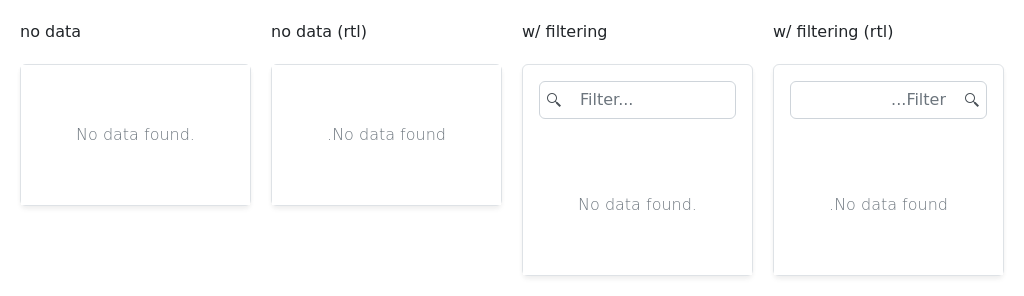 no data
No data found.
no data (rtl)
.No data found
w/ filtering
Filter...
No data found.
w/ filtering (rtl)
...Filter
.No data found